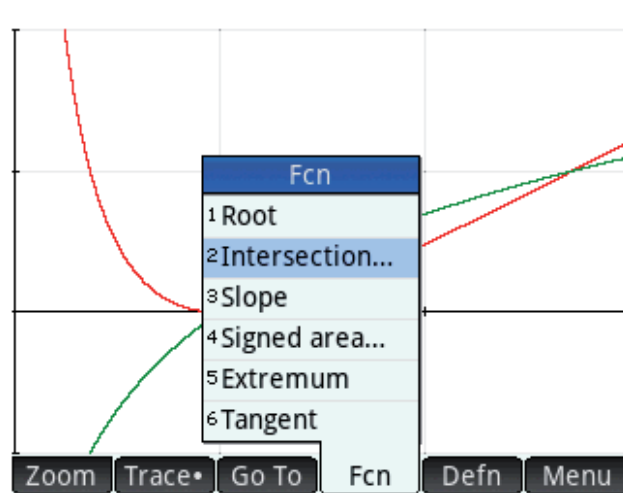 Fcn
1 Root
2 Intersection...
3 Slope
4 Signed area...
5 Extremum
6 Tangent
Zoom Trace• Go To Fcn Defn Menu